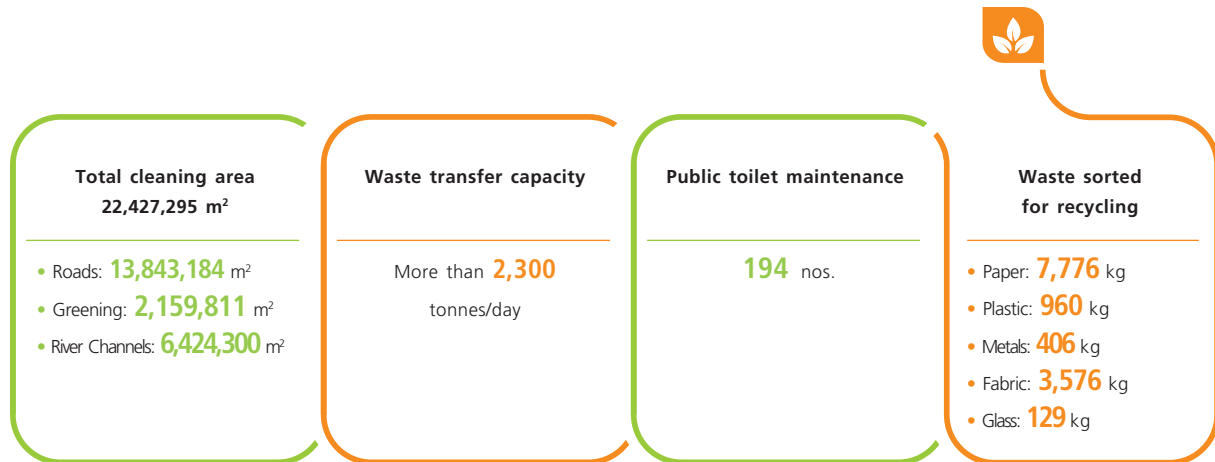 Total cleaning area
22,427,295 m²
• Roads: 13,843,184 m²
• Greening: 2,159,811 m²
• River Channels: 6,424,300 m²
Waste transfer capacity
More than 2,300
tonnes/day
Public toilet maintenance
194 nos.
Waste sorted
for recycling
• Paper: 7,776 kg
• Plastic: 960 kg
• Metals: 406 kg
• Fabric: 3,576 kg
• Glass: 129 kg